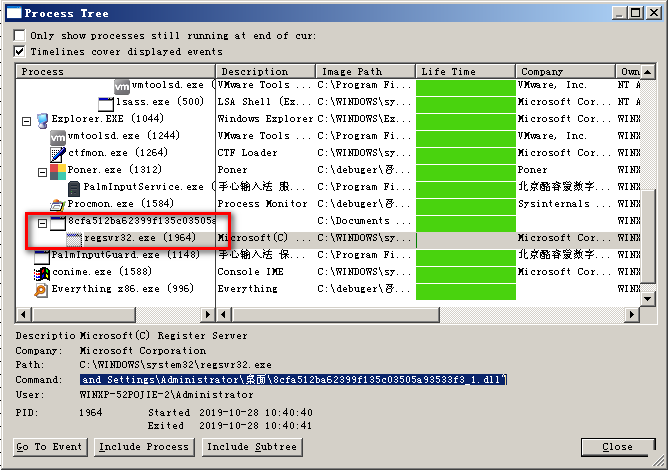 Process Tree
Only show processes still running at end of cur:
Timelines cover displayed events
Process Description Image Path Life Time Company Own
vmtoolsd.exe ( VMware Tools ... C:\Program Fi... VMware, Inc. NT A
lsass.exe (500) LSA Shell (Ex... C:\WINDOWS\sy... Microsoft Cor... NT A
Explorer.EXE (1044) Windows Explorer C:\WINDOWS\Ex... Microsoft Cor... WINX
vmtoolsd.exe (1244) VMware Tools ... C:\Program Fi... VMware, Inc. WINX
ctfmon.exe (1264) CTF Loader C:\WINDOWS\sy... Microsoft Cor... WINX
Poner.exe (1312) Poner C:\debuger\吾... Poner WINX
PalmInputService.exe ( 手心输入法 服... C:\Program Fi... 北京酷容爱数字... WINX
Procmon.exe (1584) Process Monitor C:\debuger\吾... Sysinternals ... WINX
8cfa512ba62399f135c03505a C:\Documents ... WINX
regsvr32.exe (1964) Microsoft(C) ... C:\WINDOWS\sy... Microsoft Cor... WINX
PalmInputGuard.exe (1148) 手心输入法 保... C:\Program Fi... 北京酷容爱数字... WINX
conime.exe (1588) Console IME C:\WINDOWS\sy... Microsoft Cor... WINX
Everything x86.exe (996) Everything C:\debuger\吾... WINX
Descriptio Microsoft(C) Register Server
Company: Microsoft Corporation
Path: C:\WINDOWS\system32\regsvr32.exe
Command: and Settings\Administrator\桌面\8cfa512ba62399f135c03505a93533f3_1.dll"
User: WINXP-52POJIE-2\Administrator
PID: 1964 Started 2019-10-28 10:40:40
Exited 2019-10-28 10:40:41
Go To Event Include Process Include Subtree Close